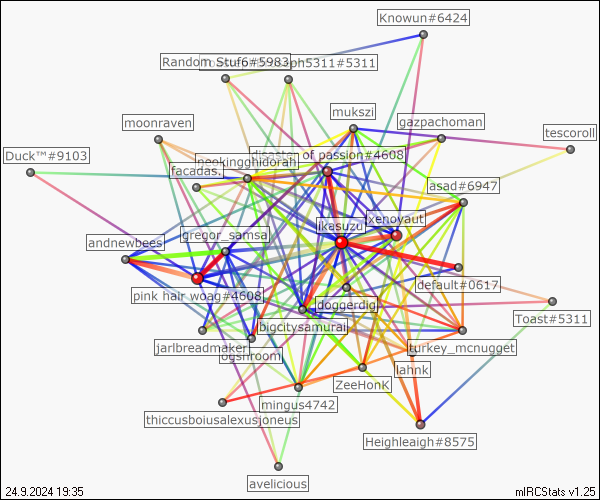 Knowun#6424
Random Stuf6#5983
ph5311#5311
mukszi
gazpachoman
moonraven
tescoroll
Duck™#9103
neokingghidorah
disaster of passion#4608
facadas.
asad#6947
xenoyaut
ikasuzu
gregor_samsa
andnewbees
default#0617
pink hair woag#4608
doggerdig
Toast#5311
bigcitysamurai
turkey_mcnugget
jarlbreadmaker
ogshroom
lahnk
ZeeHonk
mingus4742
thiccusboiusalexusjoneus
Heighleaigh#8575
avelicious
24.9.2024 19:35
mIRCStats v1.25